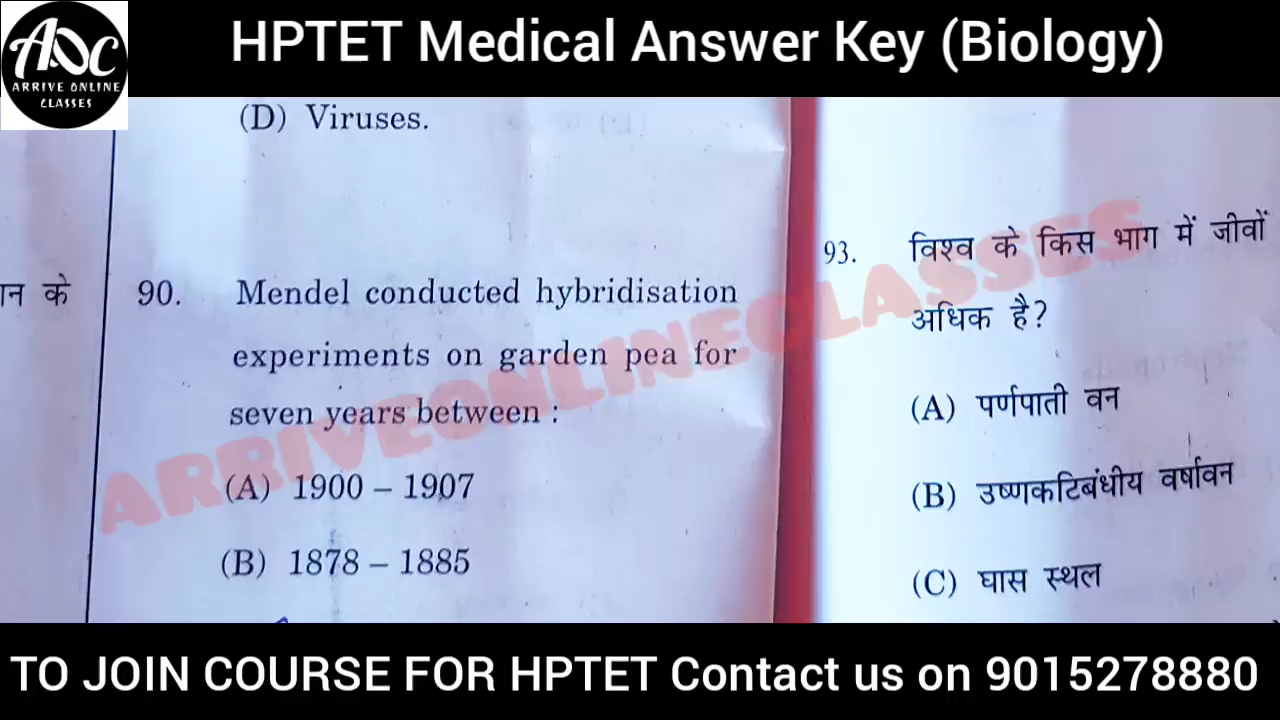 ARRIVE ONLINE
CLASSES
HPTET Medical Answer Key (Biology)
(D) Viruses.
के
90. Mendel conducted hybridisation
experiments on garden pea for
seven years between :
(A) 1900 – 1907
(B) 1878 – 1885
93. विश्व के किस भाग में जीवों
अधिक है?
(A) पर्णपाती वन
(B) उष्णकटिबंधीय वर्षावन
(C) घास स्थल
ARRIVEONLINECLASSES
TO JOIN COURSE FOR HPTET Contact us on 9015278880